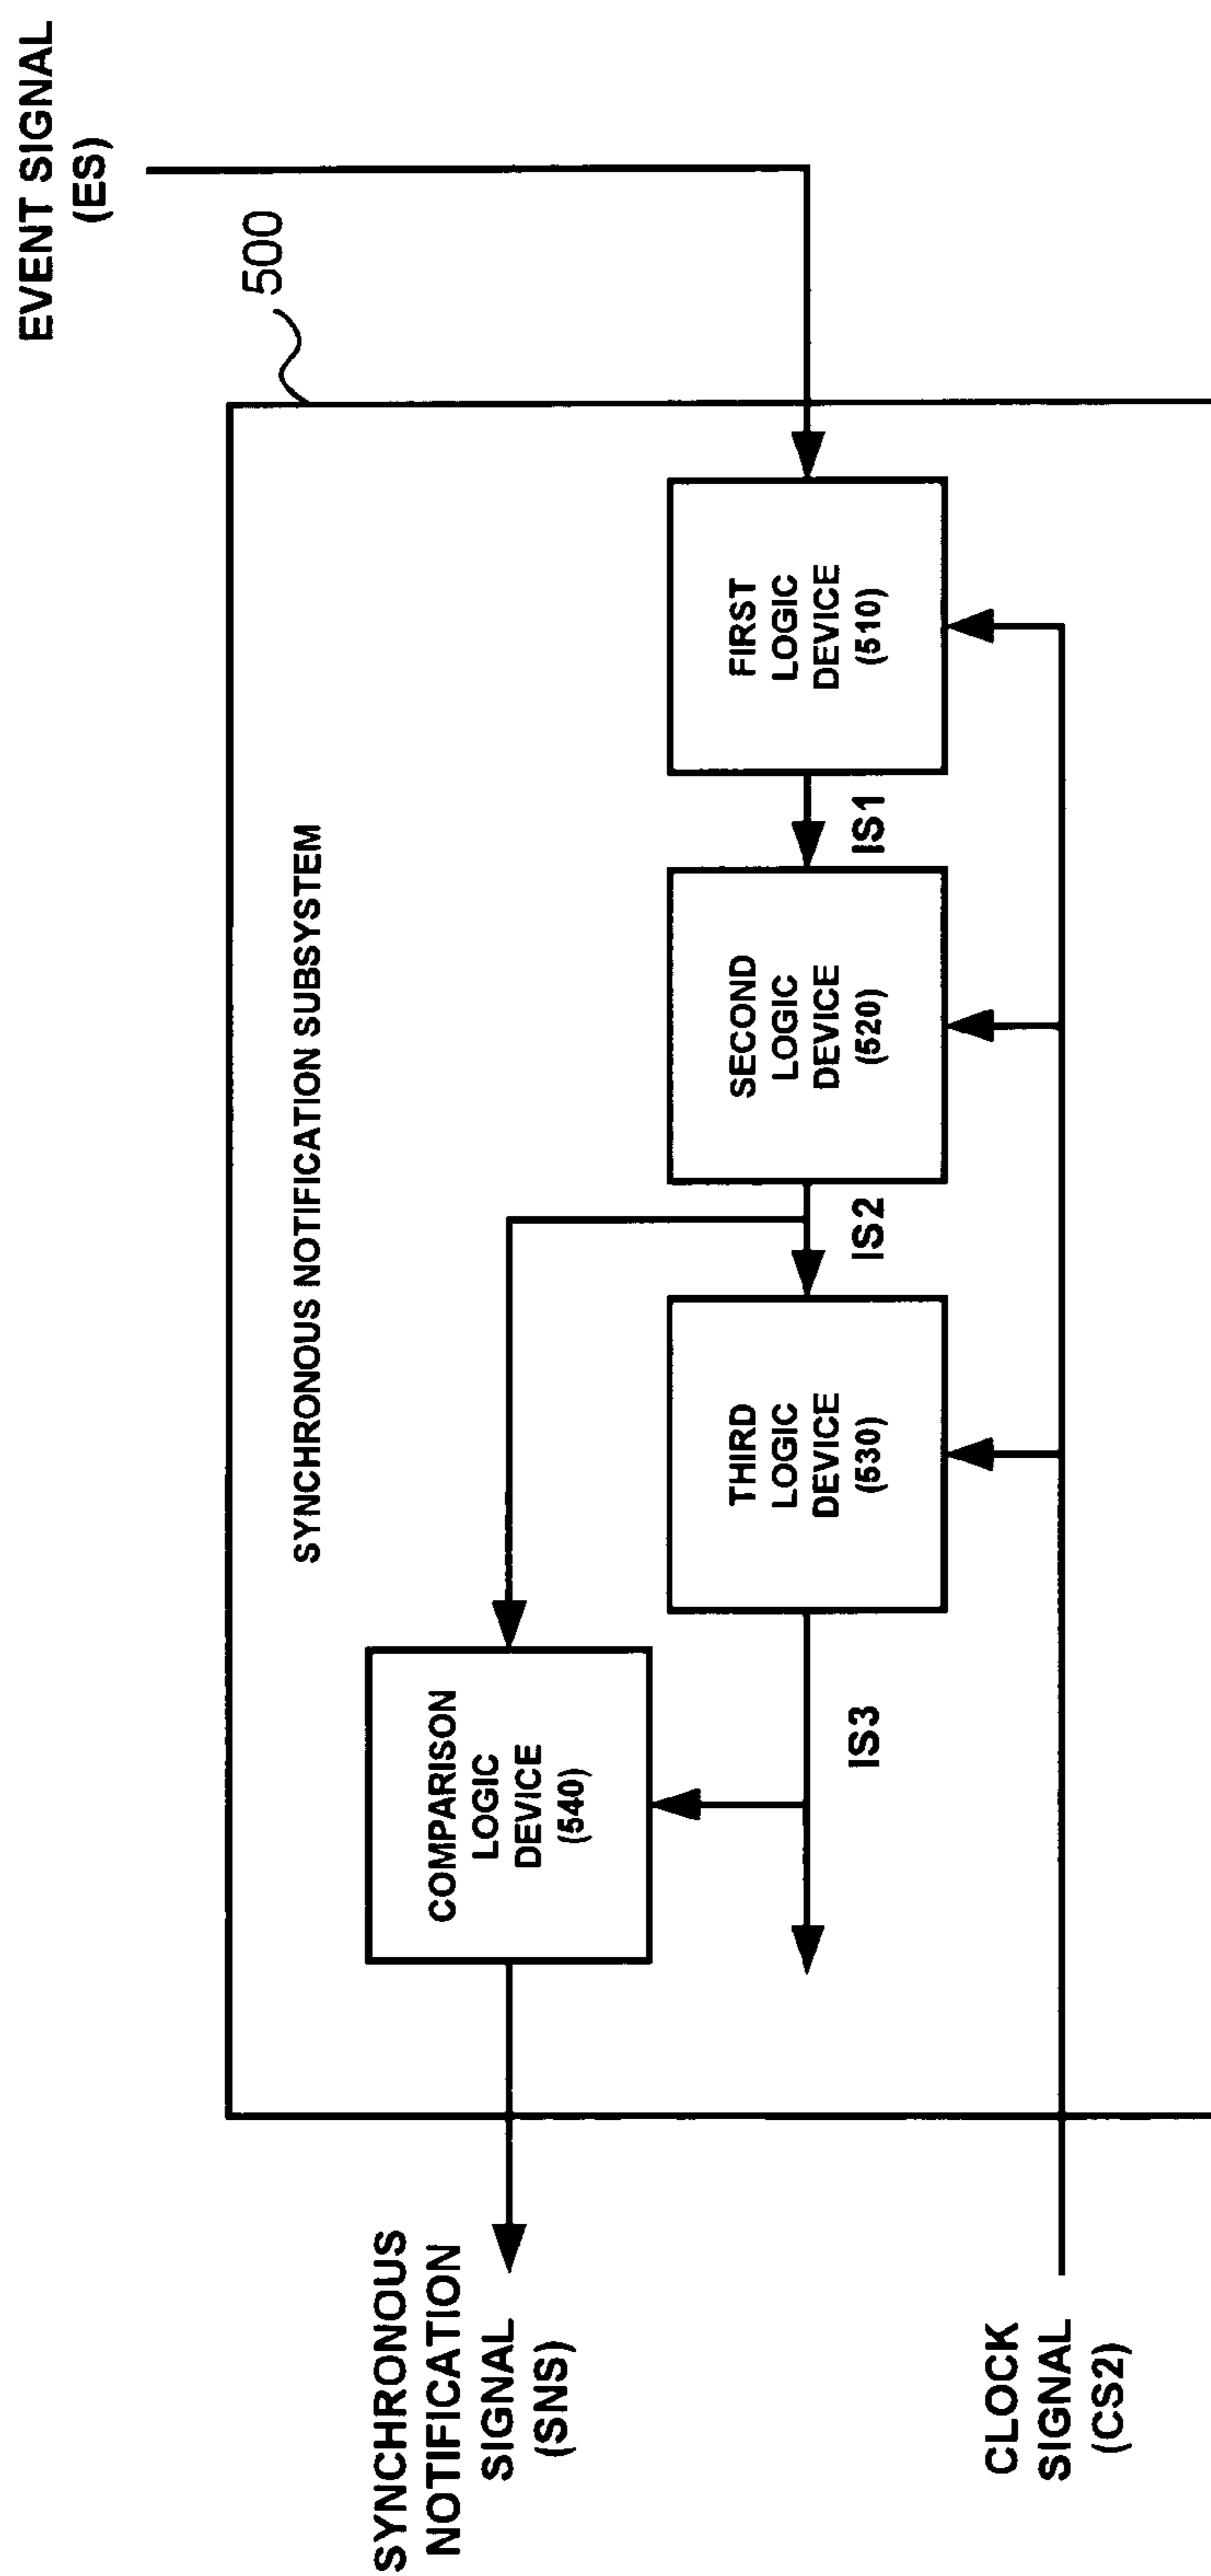 EVENT SIGNAL
(ES)
500
SYNCHRONOUS NOTIFICATION SUBSYSTEM
COMPARISON
LOGIC
DEVICE
(540)
THIRD
LOGIC
DEVICE
(530)
SECOND
LOGIC
DEVICE
(520)
FIRST
LOGIC
DEVICE
(510)
IS3
IS2
IS1
SYNCHRONOUS
NOTIFICATION
SIGNAL
(SNS)
CLOCK
SIGNAL
(CS2)